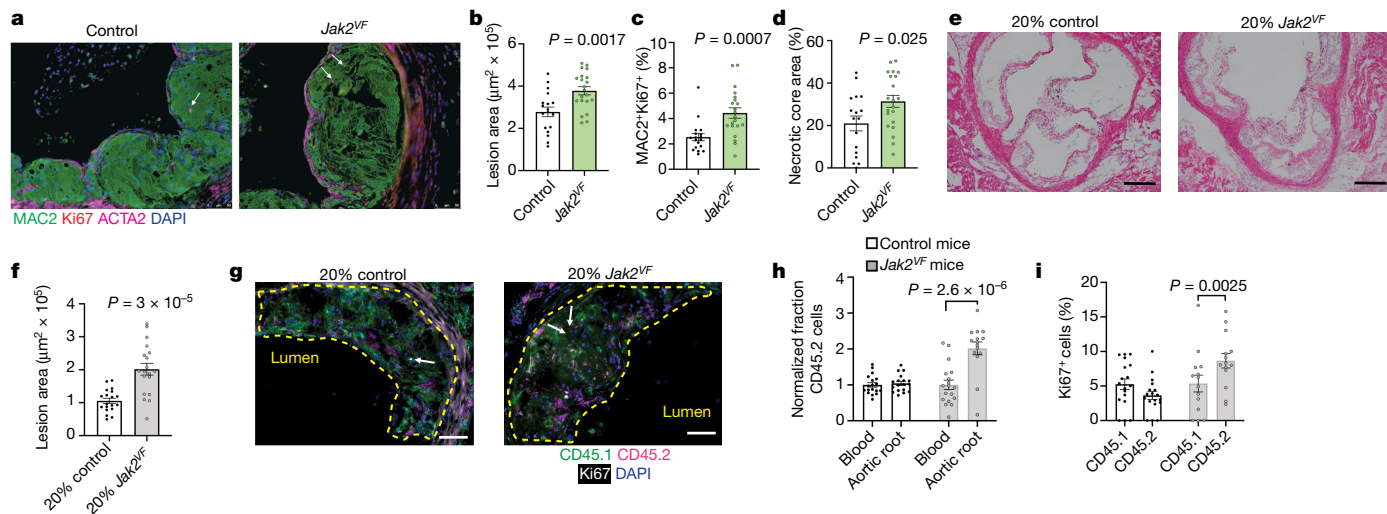 a
Control
Jak2VF
MAC2 Ki67 ACTA2 DAPI
b
Lesion area (μm2 × 105)
6
4
2
0
P = 0.0017
Control
Jak2VF
c
MAC2+Ki67+ (%)
10
8
6
4
2
0
P = 0.0007
Control
Jak2VF
d
Necrotic core area (%)
60
40
20
0
P = 0.025
Control
Jak2VF
e
20% control
20% Jak2VF
f
Lesion area (μm2 × 105)
4
3
2
1
0
P = 3 × 10–5
20% control
20% Jak2VF
g
20% control
20% Jak2VF
Lumen
Lumen
CD45.1 CD45.2
Ki67 DAPI
h
Control mice
Jak2VF mice
Normalized fraction
CD45.2 cells
4
3
2
1
0
P = 2.6 × 10–6
Blood
Aortic root
Blood
Aortic root
i
Ki67+ cells (%)
20
15
10
5
0
P = 0.0025
CD45.1
CD45.2
CD45.1
CD45.2